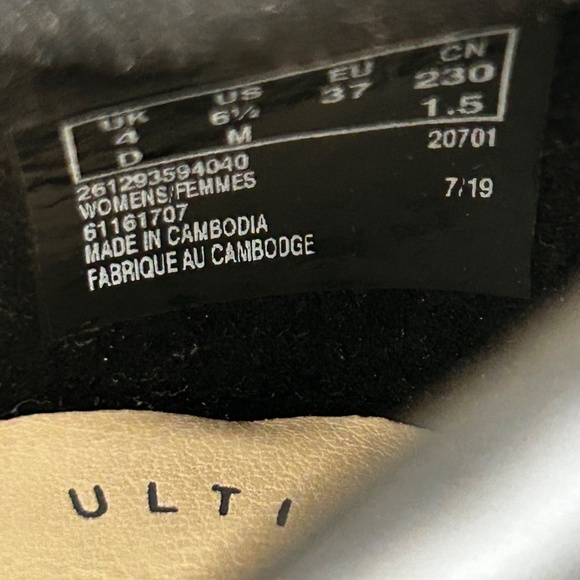 UK US EU CN
4 6½ 37 230
D M 1.5
261293594040 20701
WOMENS/FEMMES 7/19
61161707
MADE IN CAMBODIA
FABRIQUE AU CAMBODGE
ULTI